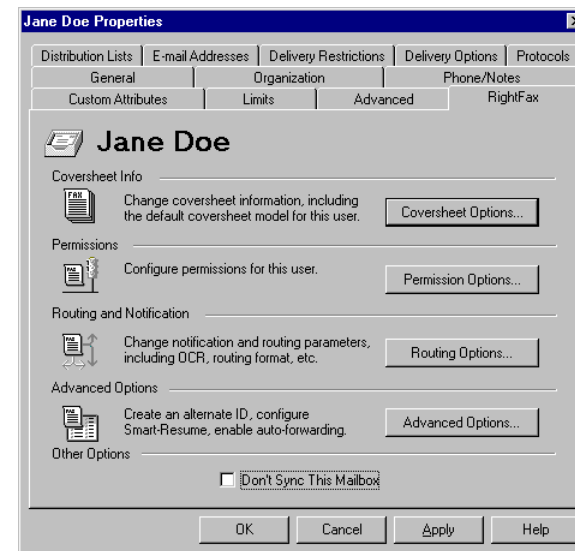 Jane Doe Properties
Distribution Lists E-mail Addresses Delivery Restrictions Delivery Options Protocols
General Organization Phone/Notes
Custom Attributes Limits Advanced RightFax
Jane Doe
Coversheet Info
FAX
Change coversheet information, including
the default coversheet model for this user.
Coversheet Options...
Permissions
Configure permissions for this user.
Permission Options...
Routing and Notification
Change notification and routing parameters,
including OCR, routing format, etc.
Routing Options...
Advanced Options
Create an alternate ID, configure
Smart-Resume, enable auto-forwarding.
Advanced Options...
Other Options
Don't Sync This Mailbox
OK Cancel Apply Help